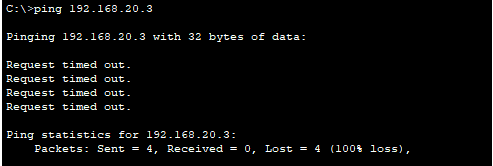 C:\>ping 192.168.20.3
Pinging 192.168.20.3 with 32 bytes of data:
Request timed out.
Request timed out.
Request timed out.
Request timed out.
Ping statistics for 192.168.20.3:
    Packets: Sent = 4, Received = 0, Lost = 4 (100% loss),